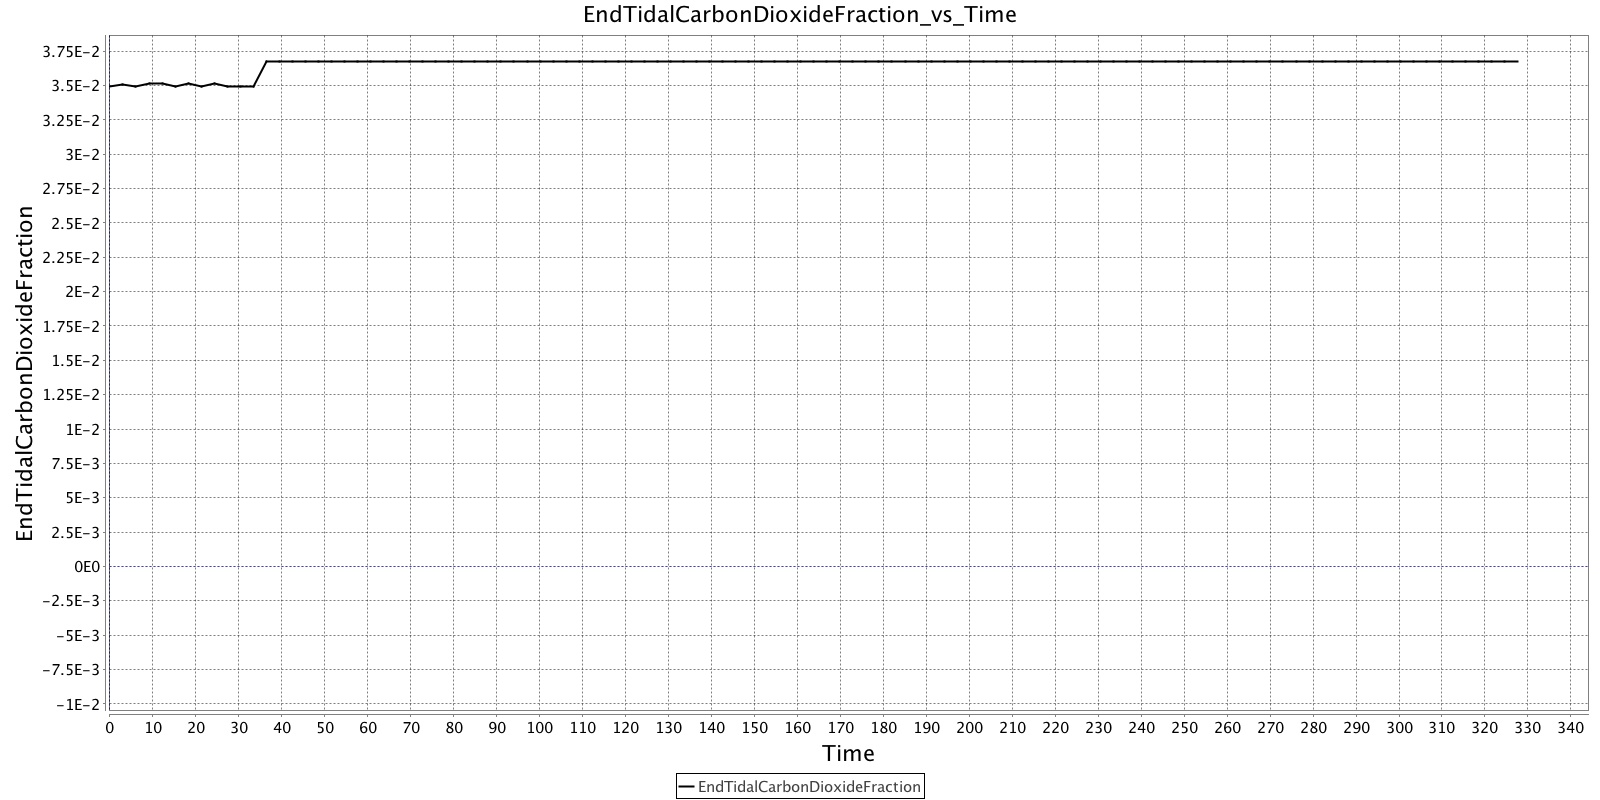 EndTidalCarbonDioxideFraction_vs_Time
EndTidalCarbonDioxideFraction
3.75E-2
3.5E-2
3.25E-2
3E-2
2.75E-2
2.5E-2
2.25E-2
2E-2
1.75E-2
1.5E-2
1.25E-2
1E-2
7.5E-3
5E-3
2.5E-3
0E0
-2.5E-3
-5E-3
-7.5E-3
-1E-2
0 10 20 30 40 50 60 70 80 90 100 110 120 130 140 150 160 170 180 190 200 210 220 230 240 250 260 270 280 290 300 310 320 330 340
Time
EndTidalCarbonDioxideFraction